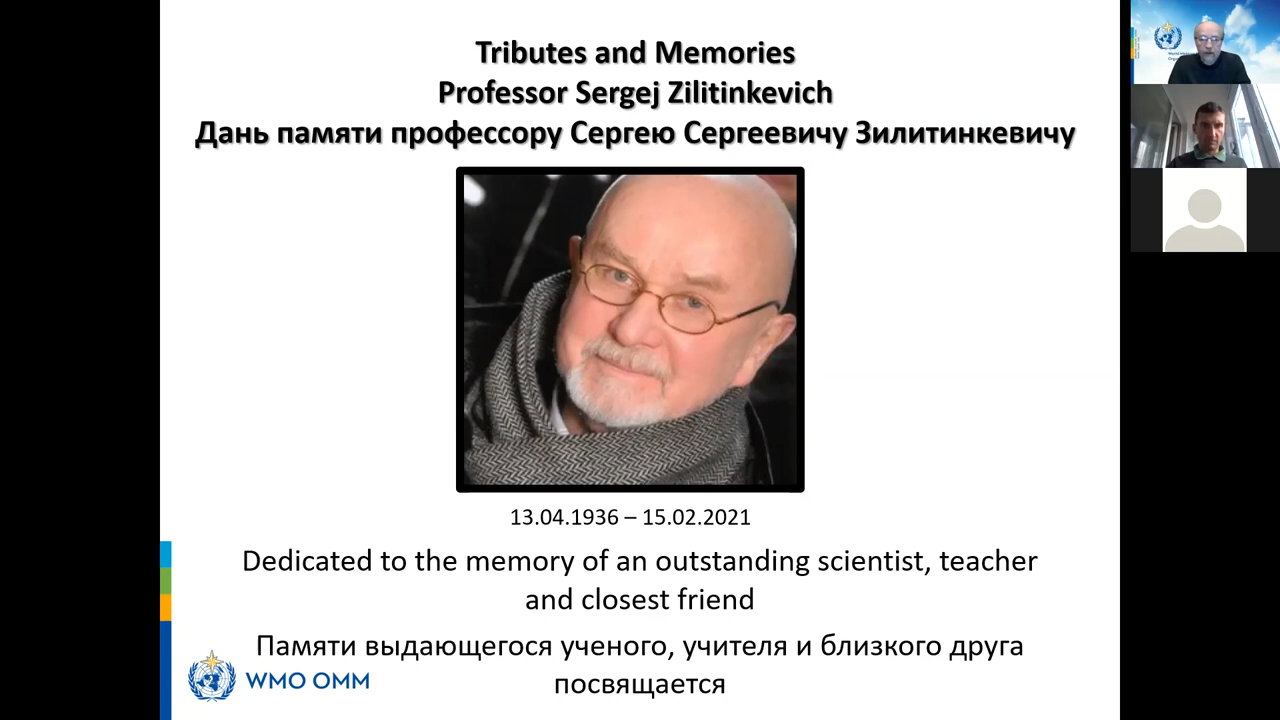 Tributes and Memories
Professor Sergej Zilitinkevich
Дань памяти профессору Сергею Сергеевичу Зилитинкевичу
13.04.1936 – 15.02.2021
Dedicated to the memory of an outstanding scientist, teacher
and closest friend
Памяти выдающегося ученого, учителя и близкого друга
посвящается
WMO OMM